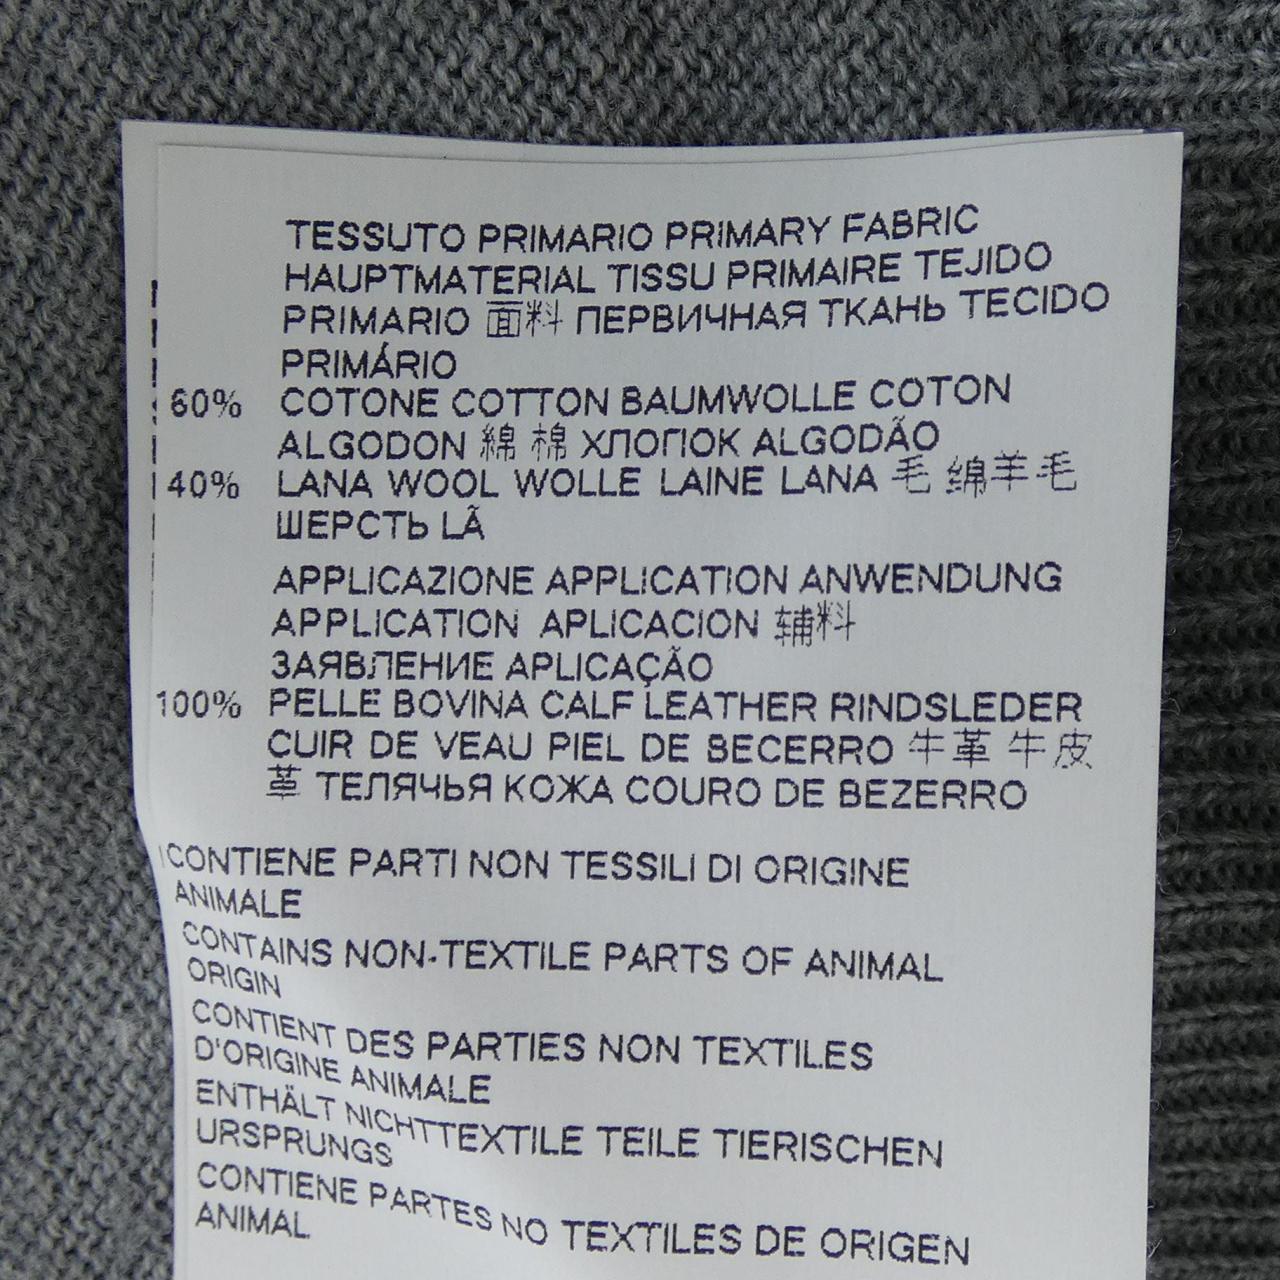 TESSUTO PRIMARIO PRIMARY FABRIC
HAUPTMATERIAL TISSU PRIMAIRE TEJIDO
PRIMARIO 面料 ПЕРВИЧНАЯ ТКАНЬ TECIDO
PRIMÁRIO
60% COTONE COTTON BAUMWOLLE COTON
ALGODON 綿 棉 ХЛОПОК ALGODÃO
40% LANA WOOL WOLLE LAINE LANA 毛 绵羊毛
ШЕРСТЬ LÃ
APPLICAZIONE APPLICATION ANWENDUNG
APPLICATION APLICACION 辅料
ЗАЯВЛЕНИЕ APLICAÇÃO
100% PELLE BOVINA CALF LEATHER RINDSLEDER
CUIR DE VEAU PIEL DE BECERRO 牛革 牛皮
革 ТЕЛЯЧЬЯ КОЖА COURO DE BEZERRO
CONTIENE PARTI NON TESSILI DI ORIGINE
ANIMALE
CONTAINS NON-TEXTILE PARTS OF ANIMAL
ORIGIN
CONTIENT DES PARTIES NON TEXTILES
D'ORIGINE ANIMALE
ENTHÄLT NICHTTEXTILE TEILE TIERISCHEN
URSPRUNGS
CONTIENE PARTES NO TEXTILES DE ORIGEN
ANIMAL